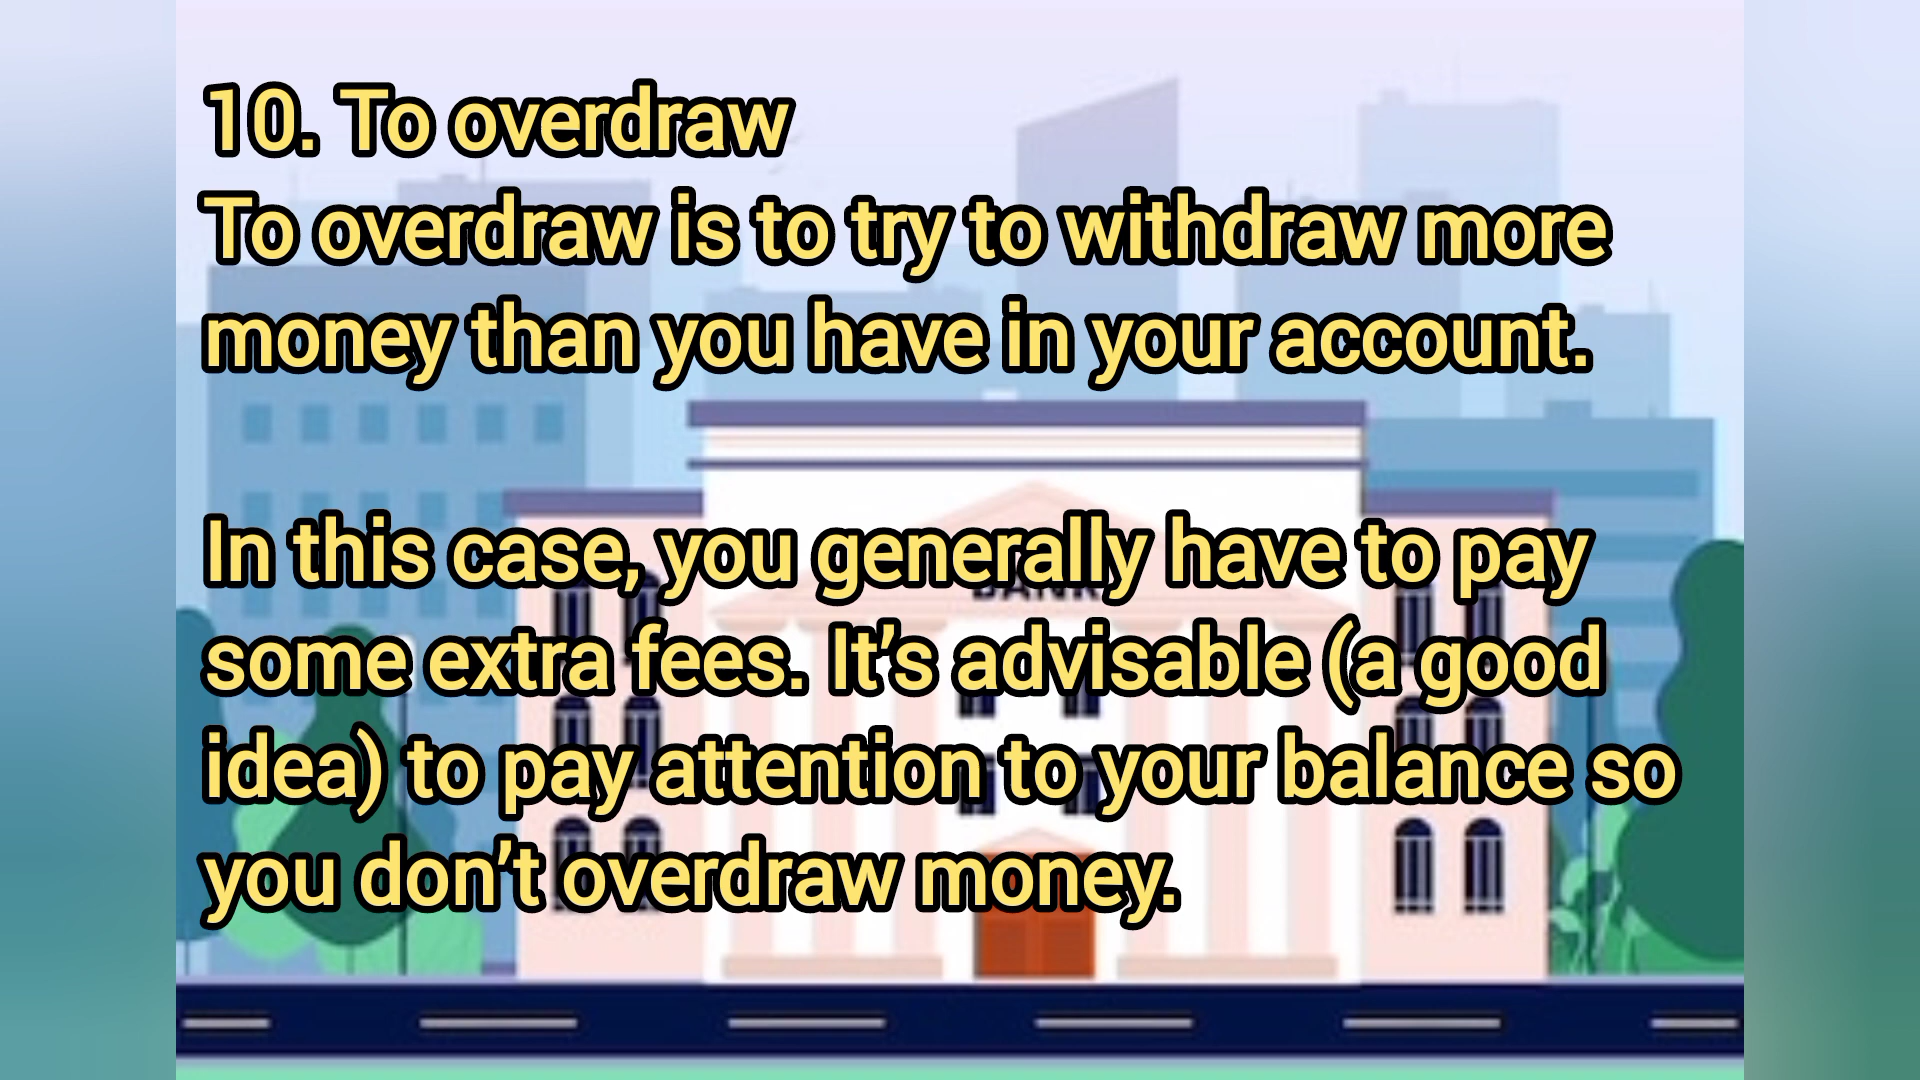 10. To overdraw
To overdraw is to try to withdraw more
money than you have in your account.
In this case, you generally have to pay
some extra fees. It’s advisable (a good
idea) to pay attention to your balance so
you don’t overdraw money.
BANK